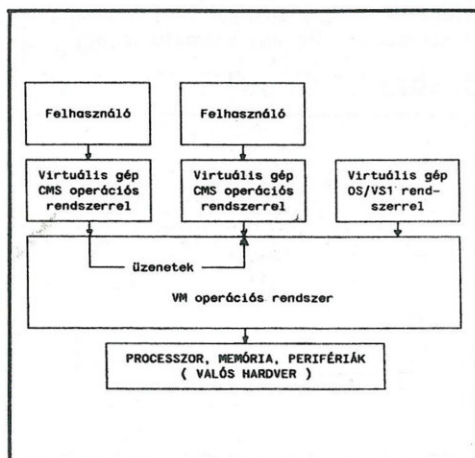 Felhasználó
Felhasználó
Virtuális gép
CMS operációs
rendszerrel
Virtuális gép
CMS operációs
rendszerrel
Virtuális gép
OS/VS1 rend-
szerrel
üzenetek
VM operációs rendszer
PROCESSZOR, MEMÓRIA, PERIFÉRIÁK
( VALÓS HARDVER )